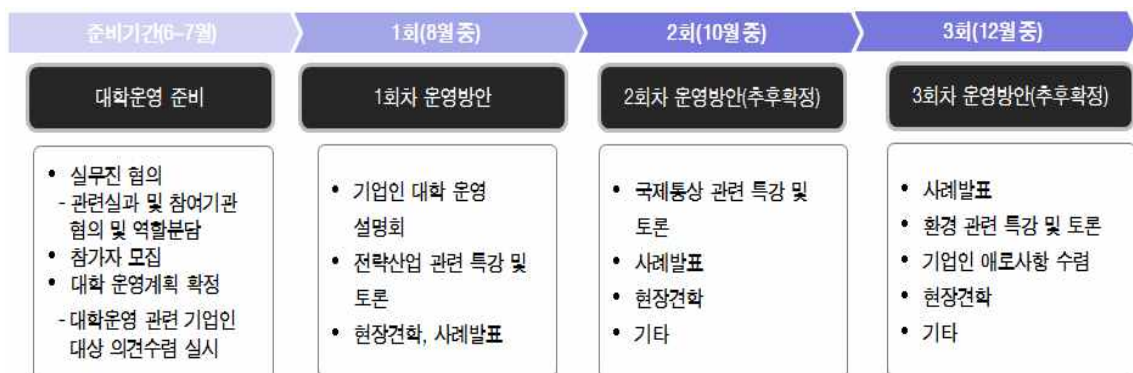 준비기간(6~7월)
1회(8월중)
2회(10월중)
3회(12월중)
대학운영 준비
1회차 운영방안
2회차 운영방안(추후확정)
3회차 운영방안(추후확정)
• 실무진 협의
- 관련실과 및 참여기관
협의 및 역할분담
• 참가자 모집
• 대학 운영계획 확정
- 대학운영 관련 기업인
대상 의견수렴 실시
• 기업인 대학 운영
설명회
• 전략산업 관련 특강 및
토론
• 현장견학, 사례발표
• 국제통상 관련 특강 및
토론
• 사례발표
• 현장견학
• 기타
• 사례발표
• 환경 관련 특강 및 토론
• 기업인 애로사항 수렴
• 현장견학
• 기타